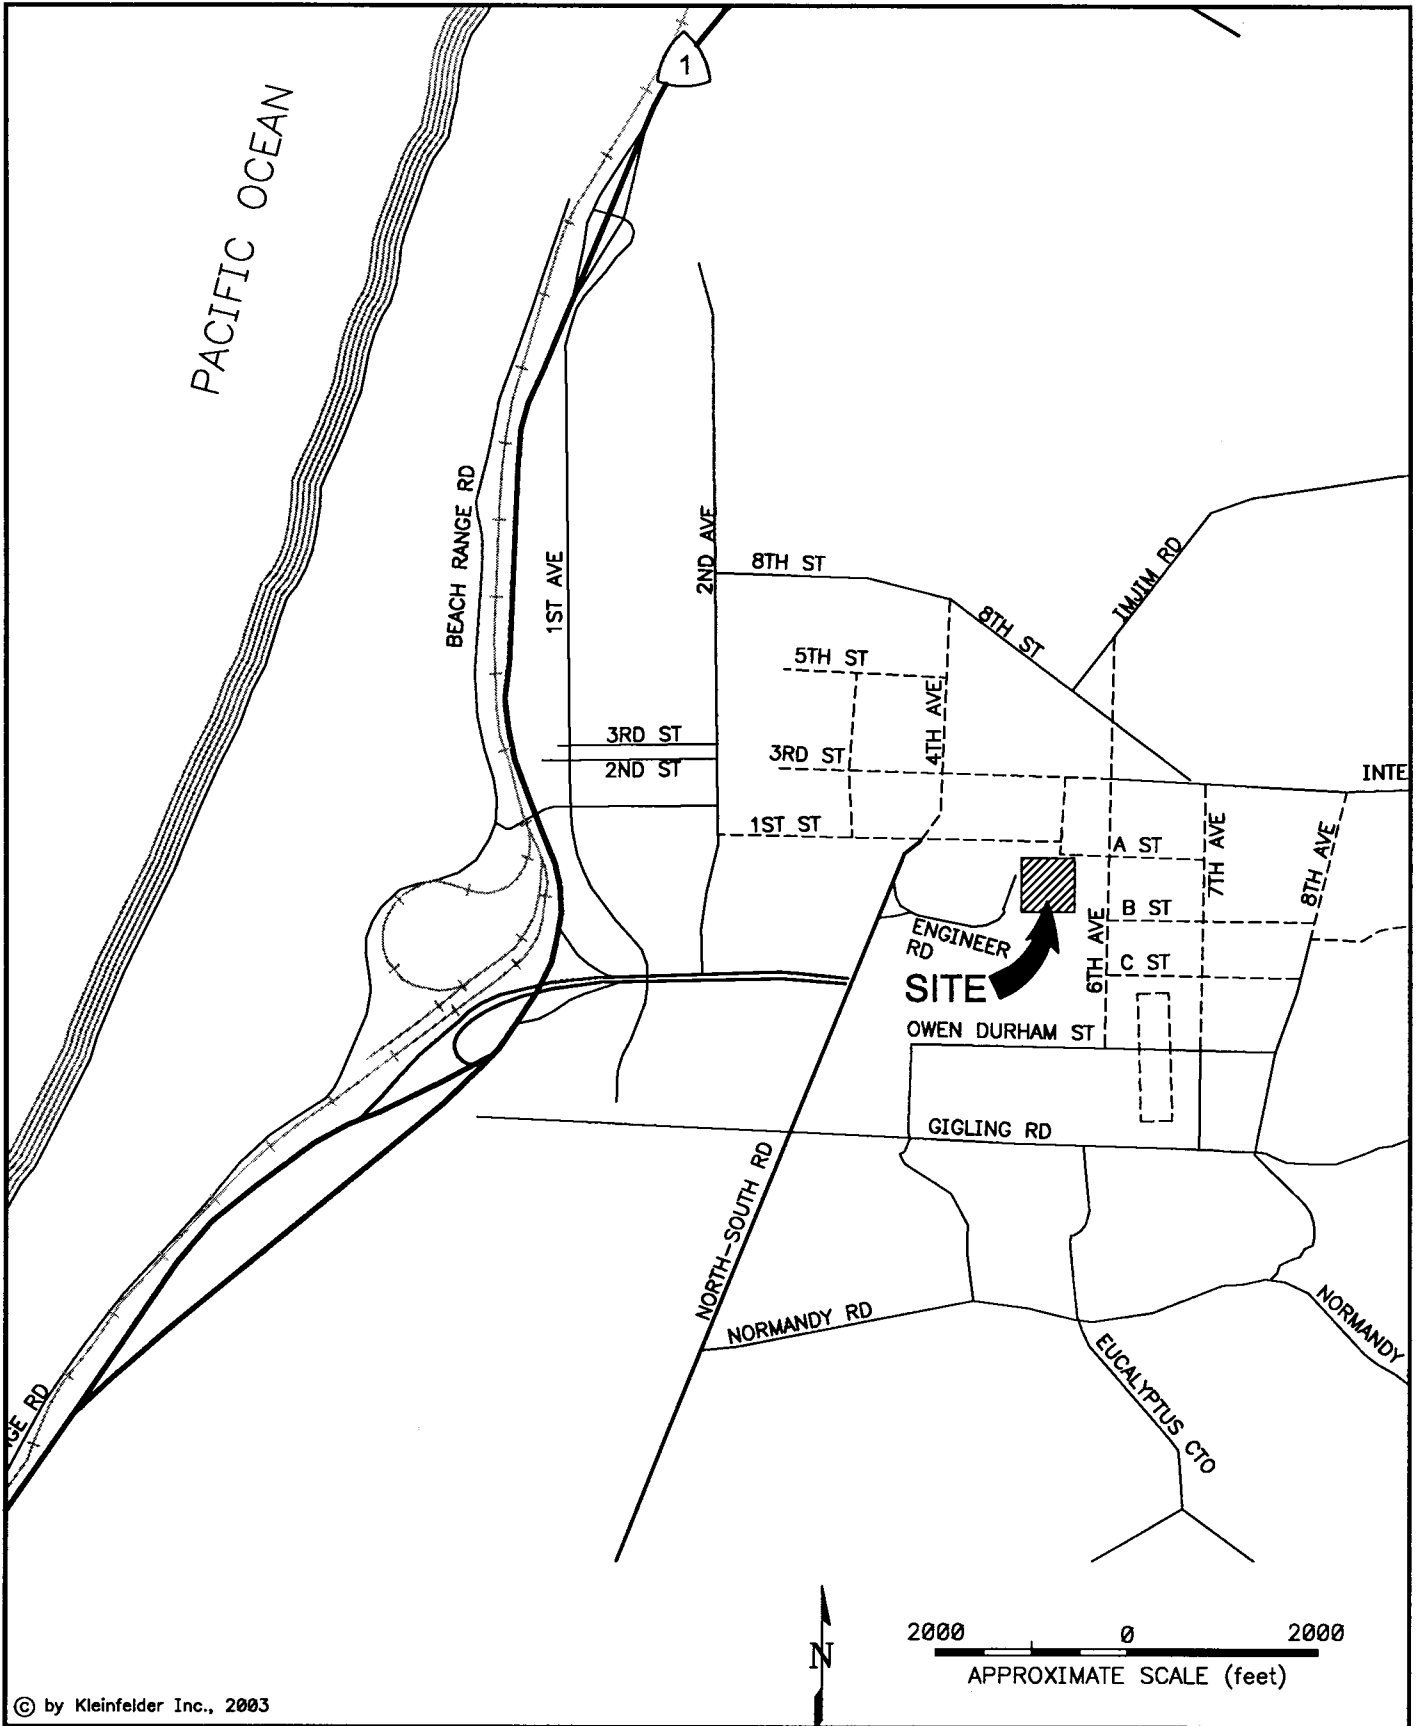 1
PACIFIC OCEAN
BEACH RANGE RD
1ST AVE
2ND AVE
8TH ST
IMJIM RD
8TH ST
5TH ST
4TH AVE
3RD ST
3RD ST
2ND ST
INTE
1ST ST
A ST
7TH AVE
8TH AVE
B ST
6TH AVE
ENGINEER
RD
C ST
SITE
OWEN DURHAM ST
GIGLING RD
NORTH-SOUTH RD
NORMANDY RD
NORMANDY
EUCALYPTUS CTO
GE RD
N
2000 0 2000
APPROXIMATE SCALE (feet)
© by Kleinfelder Inc., 2003